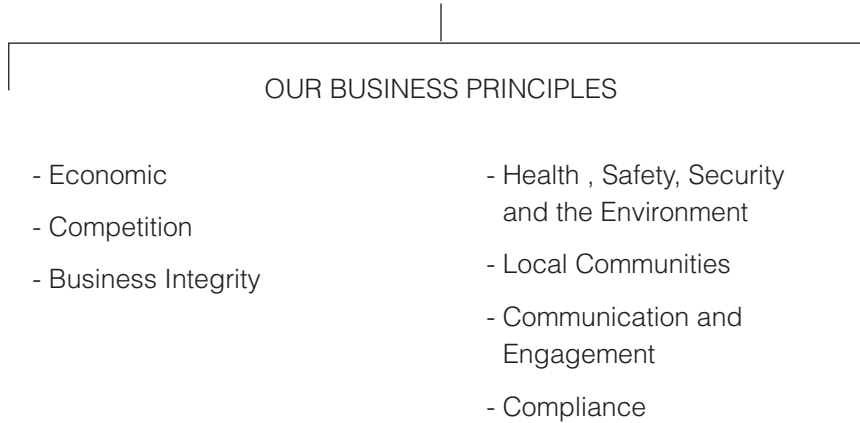 OUR BUSINESS PRINCIPLES
- Economic
- Competition
- Business Integrity
- Health , Safety, Security
and the Environment
- Local Communities
- Communication and
Engagement
- Compliance